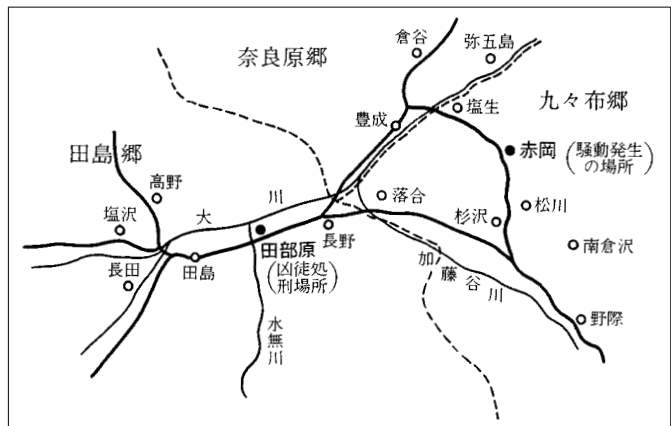 奈良原郷
倉谷
弥五島
九々布郷
塩生
豊成
赤岡
(騒動発生
の場所)
田島郷
高野
塩沢
大川
落合
松川
杉沢
長野
田部原
(凶徒処
刑場所)
田島
長田
南倉沢
加藤谷川
水無川
野際